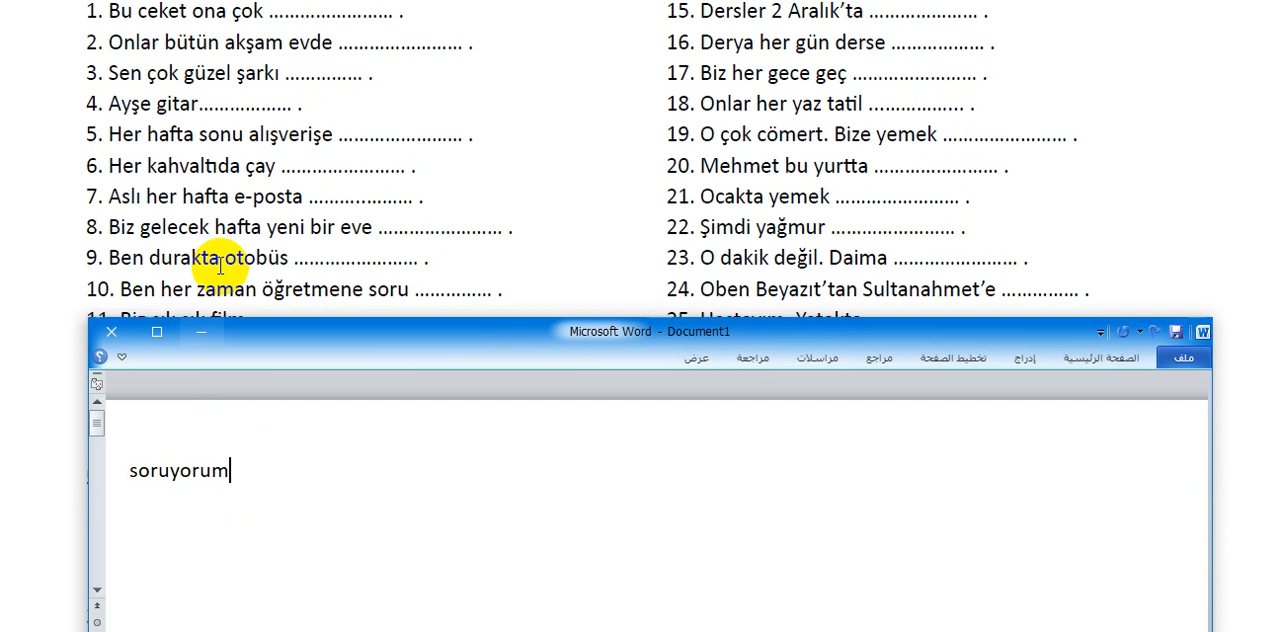 1. Bu ceket ona çok ………………….. .
2. Onlar bütün akşam evde ………………….. .
3. Sen çok güzel şarkı ………….. .
4. Ayşe gitar……………… .
5. Her hafta sonu alışverişe ………………….. .
6. Her kahvaltıda çay ………………….. .
7. Aslı her hafta e-posta ……….……… .
8. Biz gelecek hafta yeni bir eve ………………….. .
9. Ben durakta otobüs ………………….. .
10. Ben her zaman öğretmene soru ………….. .
15. Dersler 2 Aralık’ta ……………….. .
16. Derya her gün derse ……………… .
17. Biz her gece geç ………………….. .
18. Onlar her yaz tatil …………….. .
19. O çok cömert. Bize yemek ………………….. .
20. Mehmet bu yurtta ………………….. .
21. Ocakta yemek ………………….. .
22. Şimdi yağmur ………………….. .
23. O dakik değil. Daima ………………….. .
24. Oben Beyazıt’tan Sultanahmet’e ………….. .
Microsoft Word - Document1
ملف الصفحة الرئيسية إدراج تخطيط الصفحة مراجع مراسلات مراجعة عرض
soruyorum